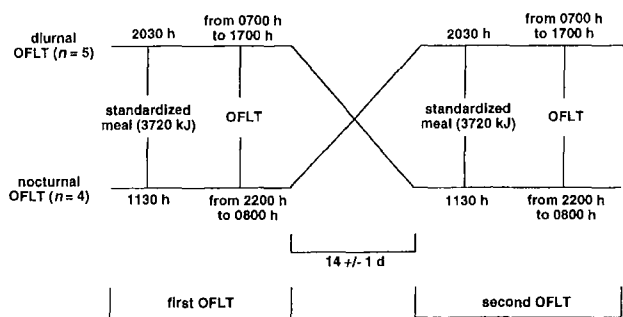 diurnal
OFLT (n = 5)
2030 h
from 0700 h
to 1700 h
2030 h
from 0700 h
to 1700 h
standardized
meal (3720 kJ)
OFLT
standardized
meal (3720 kJ)
OFLT
nocturnal
OFLT (n = 4)
1130 h
from 2200 h
to 0800 h
1130 h
from 2200 h
to 0800 h
14 +/- 1 d
first OFLT
second OFLT